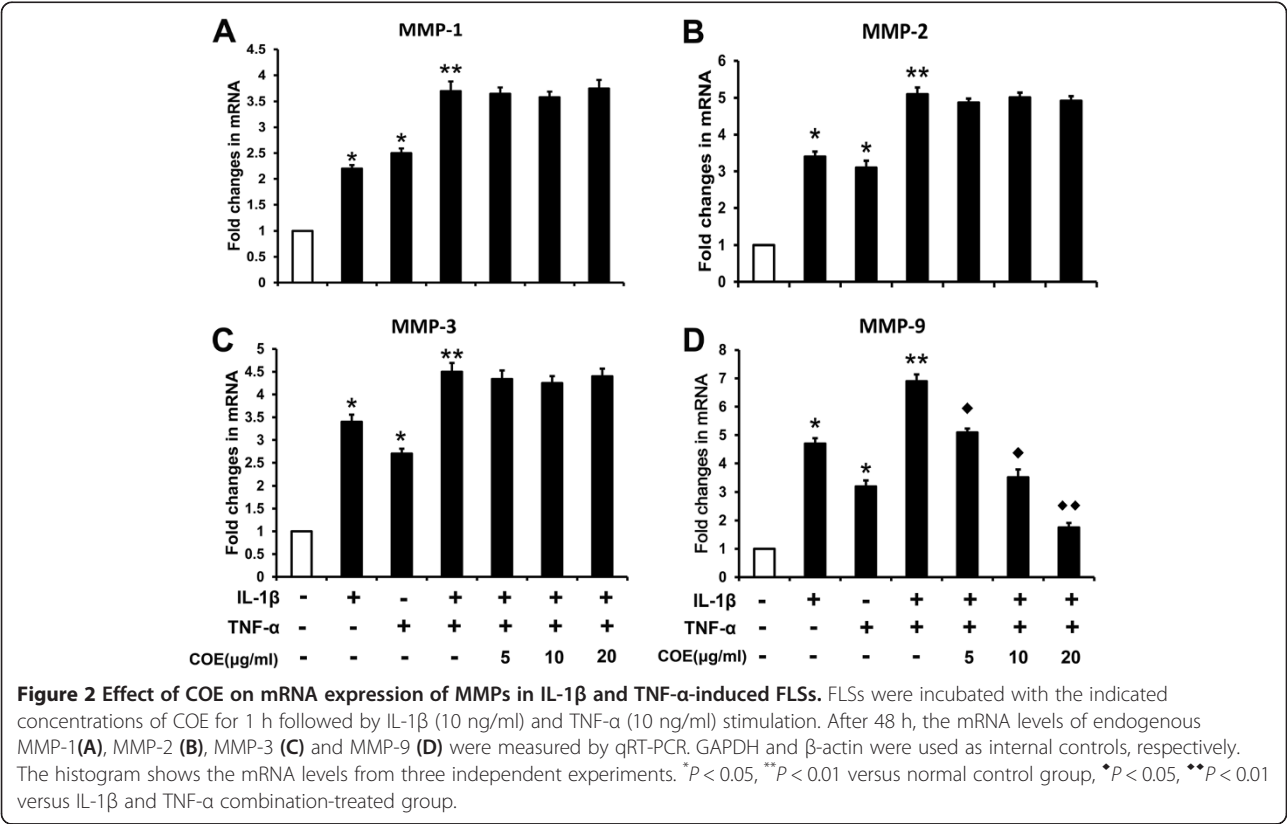 A
MMP-1
Fold changes in mRNA
4.5
4
3.5
3
2.5
2
1.5
1
0.5
0
*
*
**
B
MMP-2
Fold changes in mRNA
6
5
4
3
2
1
0
*
*
**
C
MMP-3
Fold changes in mRNA
5
4.5
4
3.5
3
2.5
2
1.5
1
0.5
0
*
*
**
IL-1β - + - + + + +
TNF-α - - + + + + +
COE(μg/ml) - - - - 5 10 20
D
MMP-9
Fold changes in mRNA
8
7
6
5
4
3
2
1
0
*
*
**
◆
◆
◆◆
IL-1β - + - + + + +
TNF-α - - + + + + +
COE(μg/ml) - - - - 5 10 20
Figure 2 Effect of COE on mRNA expression of MMPs in IL-1β and TNF-α-induced FLSs. FLSs were incubated with the indicated
concentrations of COE for 1 h followed by IL-1β (10 ng/ml) and TNF-α (10 ng/ml) stimulation. After 48 h, the mRNA levels of endogenous
MMP-1(A), MMP-2 (B), MMP-3 (C) and MMP-9 (D) were measured by qRT-PCR. GAPDH and β-actin were used as internal controls, respectively.
The histogram shows the mRNA levels from three independent experiments. *P < 0.05, **P < 0.01 versus normal control group, ◆P < 0.05, ◆◆P < 0.01
versus IL-1β and TNF-α combination-treated group.